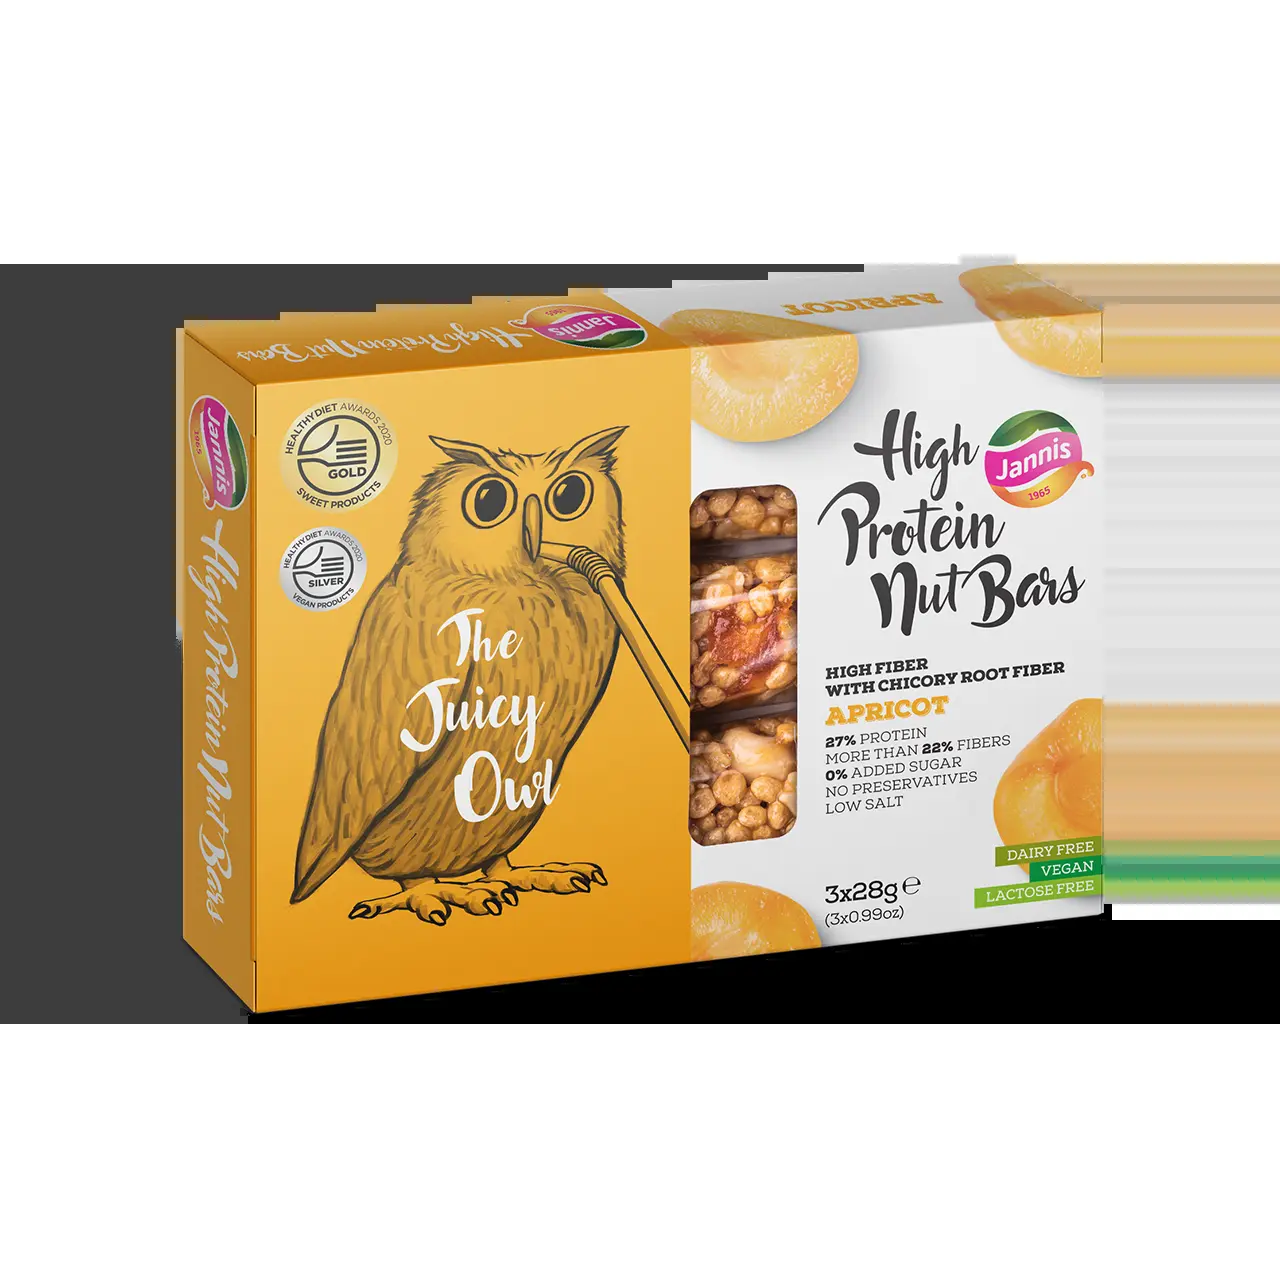 High Protein Nut Bars
Jannis
1965
APRICOT
Jannis
1965
High Protein Nut Bars
HEALTHY DIET AWARDS 2020
GOLD
SWEET PRODUCTS
HEALTHY DIET AWARDS 2020
SILVER
VEGAN PRODUCTS
The
Juicy
Owl
High
Protein
Nut Bars
Jannis
1965
HIGH FIBER
WITH CHICORY ROOT FIBER
APRICOT
27% PROTEIN
MORE THAN 22% FIBERS
0% ADDED SUGAR
NO PRESERVATIVES
LOW SALT
3x28g ℮
(3x0.99oz)
DAIRY FREE
VEGAN
LACTOSE FREE